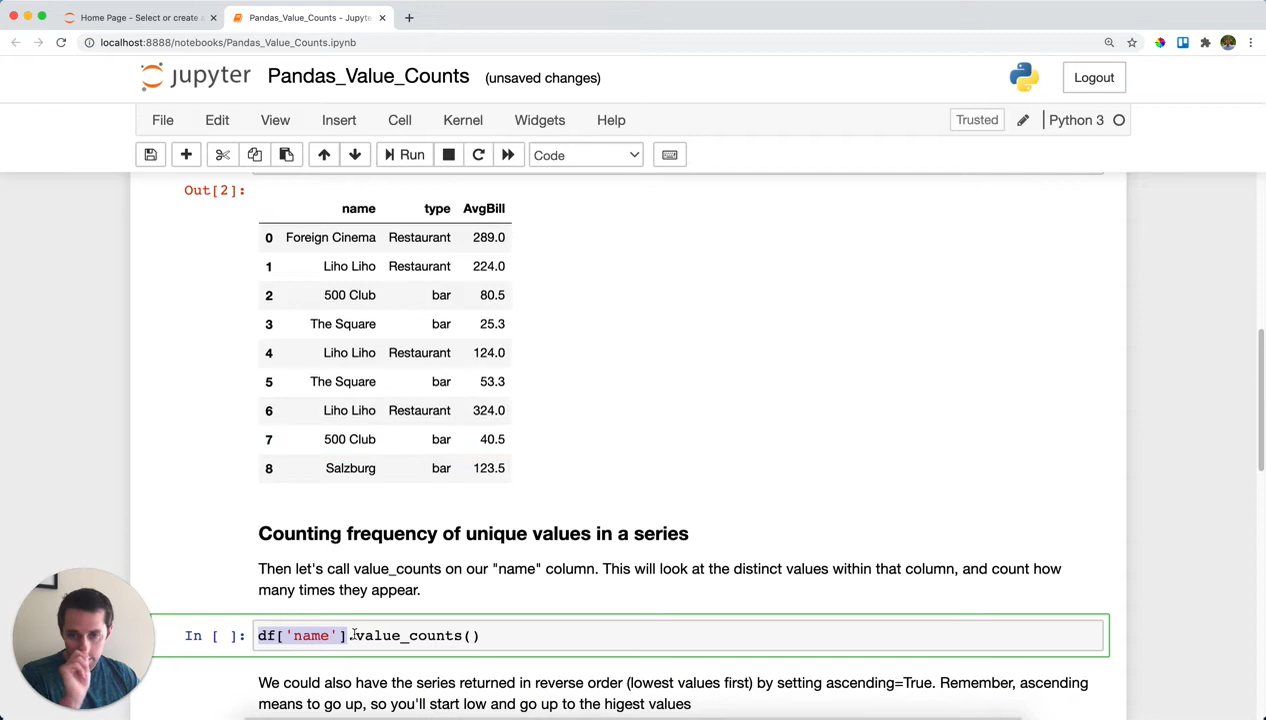 Home Page - Select or create a
Pandas_Value_Counts - Jupyte
localhost:8888/notebooks/Pandas_Value_Counts.ipynb
jupyter Pandas_Value_Counts (unsaved changes) Logout
File Edit View Insert Cell Kernel Widgets Help Trusted Python 3
Run Code
Out[2]:
name type AvgBill
0 Foreign Cinema Restaurant 289.0
1 Liho Liho Restaurant 224.0
2 500 Club bar 80.5
3 The Square bar 25.3
4 Liho Liho Restaurant 124.0
5 The Square bar 53.3
6 Liho Liho Restaurant 324.0
7 500 Club bar 40.5
8 Salzburg bar 123.5
Counting frequency of unique values in a series
Then let's call value_counts on our "name" column. This will look at the distinct values within that column, and count how
many times they appear.
In [ ]: df['name'].value_counts()
We could also have the series returned in reverse order (lowest values first) by setting ascending=True. Remember, ascending
means to go up, so you'll start low and go up to the higest values